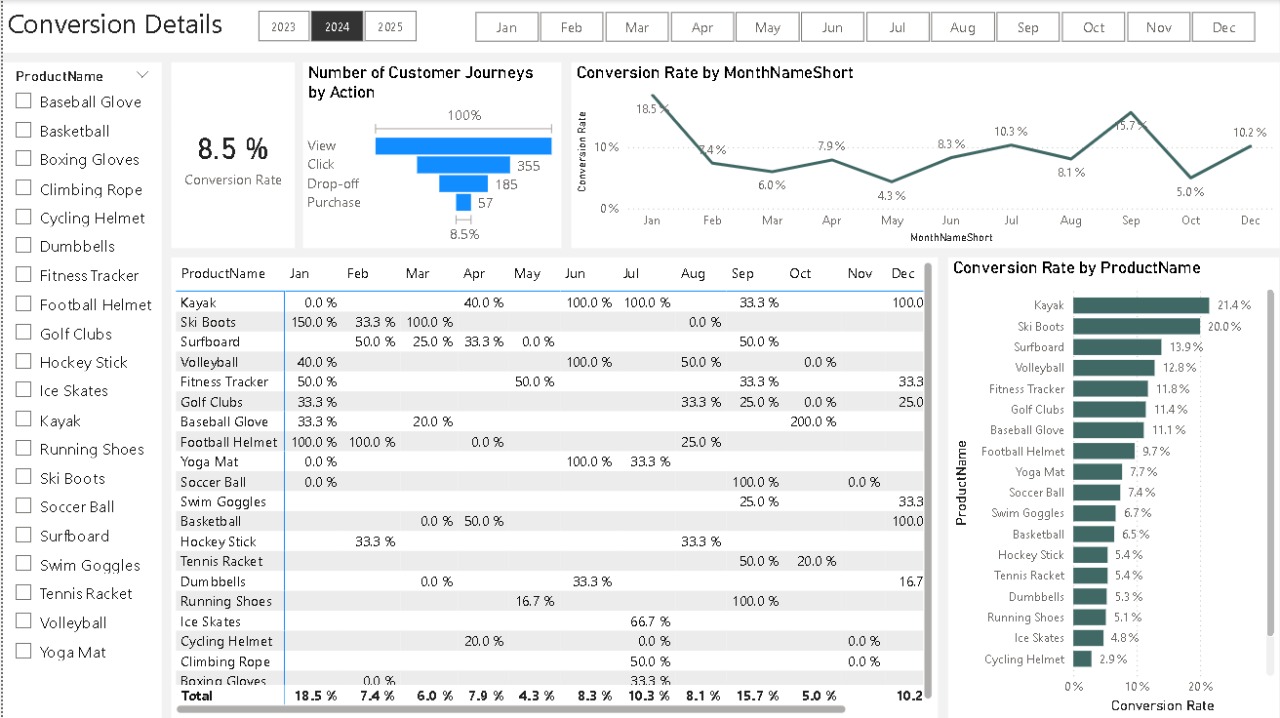 Conversion Details
2023 2024 2025
Jan Feb Mar Apr May Jun Jul Aug Sep Oct Nov Dec
ProductName
Baseball Glove
Basketball
Boxing Gloves
Climbing Rope
Cycling Helmet
Dumbbells
Fitness Tracker
Football Helmet
Golf Clubs
Hockey Stick
Ice Skates
Kayak
Running Shoes
Ski Boots
Soccer Ball
Surfboard
Swim Goggles
Tennis Racket
Volleyball
Yoga Mat
8.5 %
Conversion Rate
Number of Customer Journeys
by Action
100%
View
Click 355
Drop-off 185
Purchase 57
8.5%
Conversion Rate by MonthNameShort
Conversion Rate
10 %
0 %
18.5 % 7.4 % 6.0 % 7.9 % 4.3 % 8.3 % 10.3 % 8.1 % 15.7 % 5.0 % 10.2 %
Jan Feb Mar Apr May Jun Jul Aug Sep Oct Dec
MonthNameShort
ProductName Jan Feb Mar Apr May Jun Jul Aug Sep Oct Nov Dec
Kayak 0.0 % 40.0 % 100.0 % 100.0 % 33.3 % 100.0
Ski Boots 150.0 % 33.3 % 100.0 % 0.0 %
Surfboard 50.0 % 25.0 % 33.3 % 0.0 % 50.0 %
Volleyball 40.0 % 100.0 % 50.0 % 0.0 %
Fitness Tracker 50.0 % 50.0 % 33.3 % 33.3
Golf Clubs 33.3 % 33.3 % 25.0 % 0.0 % 25.0
Baseball Glove 33.3 % 20.0 % 200.0 %
Football Helmet 100.0 % 100.0 % 0.0 % 25.0 %
Yoga Mat 0.0 % 100.0 % 33.3 %
Soccer Ball 0.0 % 100.0 % 0.0 %
Swim Goggles 25.0 % 33.3
Basketball 0.0 % 50.0 % 100.0
Hockey Stick 33.3 % 33.3 %
Tennis Racket 50.0 % 20.0 %
Dumbbells 0.0 % 33.3 % 16.7
Running Shoes 16.7 % 100.0 %
Ice Skates 66.7 %
Cycling Helmet 20.0 % 0.0 % 0.0 %
Climbing Rope 50.0 % 0.0 %
Boxing Gloves 0.0 % 33.3 %
Total 18.5 % 7.4 % 6.0 % 7.9 % 4.3 % 8.3 % 10.3 % 8.1 % 15.7 % 5.0 % 10.2
Conversion Rate by ProductName
ProductName
Kayak 21.4 %
Ski Boots 20.0 %
Surfboard 13.9 %
Volleyball 12.8 %
Fitness Tracker 11.8 %
Golf Clubs 11.4 %
Baseball Glove 11.1 %
Football Helmet 9.7 %
Yoga Mat 7.7 %
Soccer Ball 7.4 %
Swim Goggles 6.7 %
Basketball 6.5 %
Hockey Stick 5.4 %
Tennis Racket 5.4 %
Dumbbells 5.3 %
Running Shoes 5.1 %
Ice Skates 4.8 %
Cycling Helmet 2.9 %
0 % 10 % 20 %
Conversion Rate